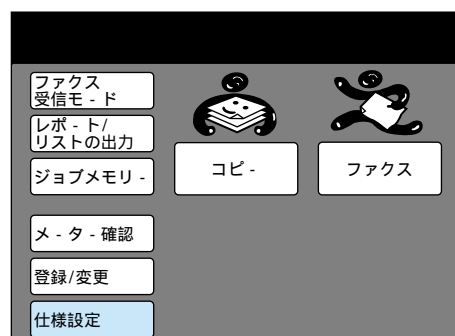 ファクス
受信モ - ド
レポ - ト/
リストの出力
ジョブメモリ -
コピ -
ファクス
メ - タ - 確認
登録/変更
仕様設定